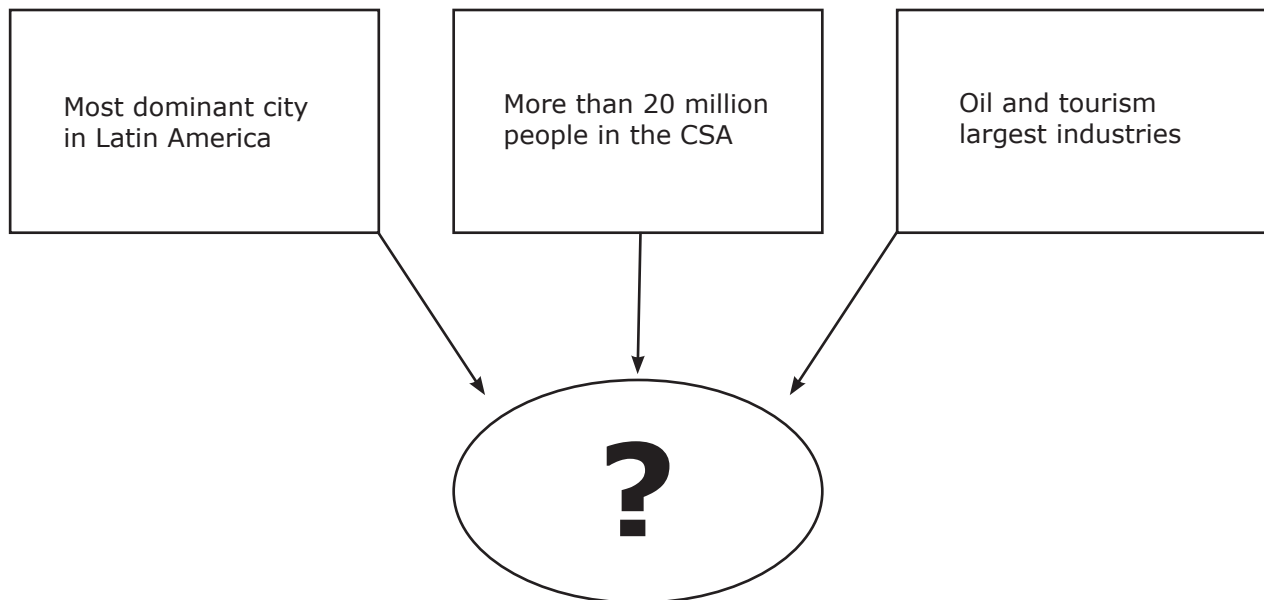 Most dominant city
in Latin America
More than 20 million
people in the CSA
Oil and tourism
largest industries
?